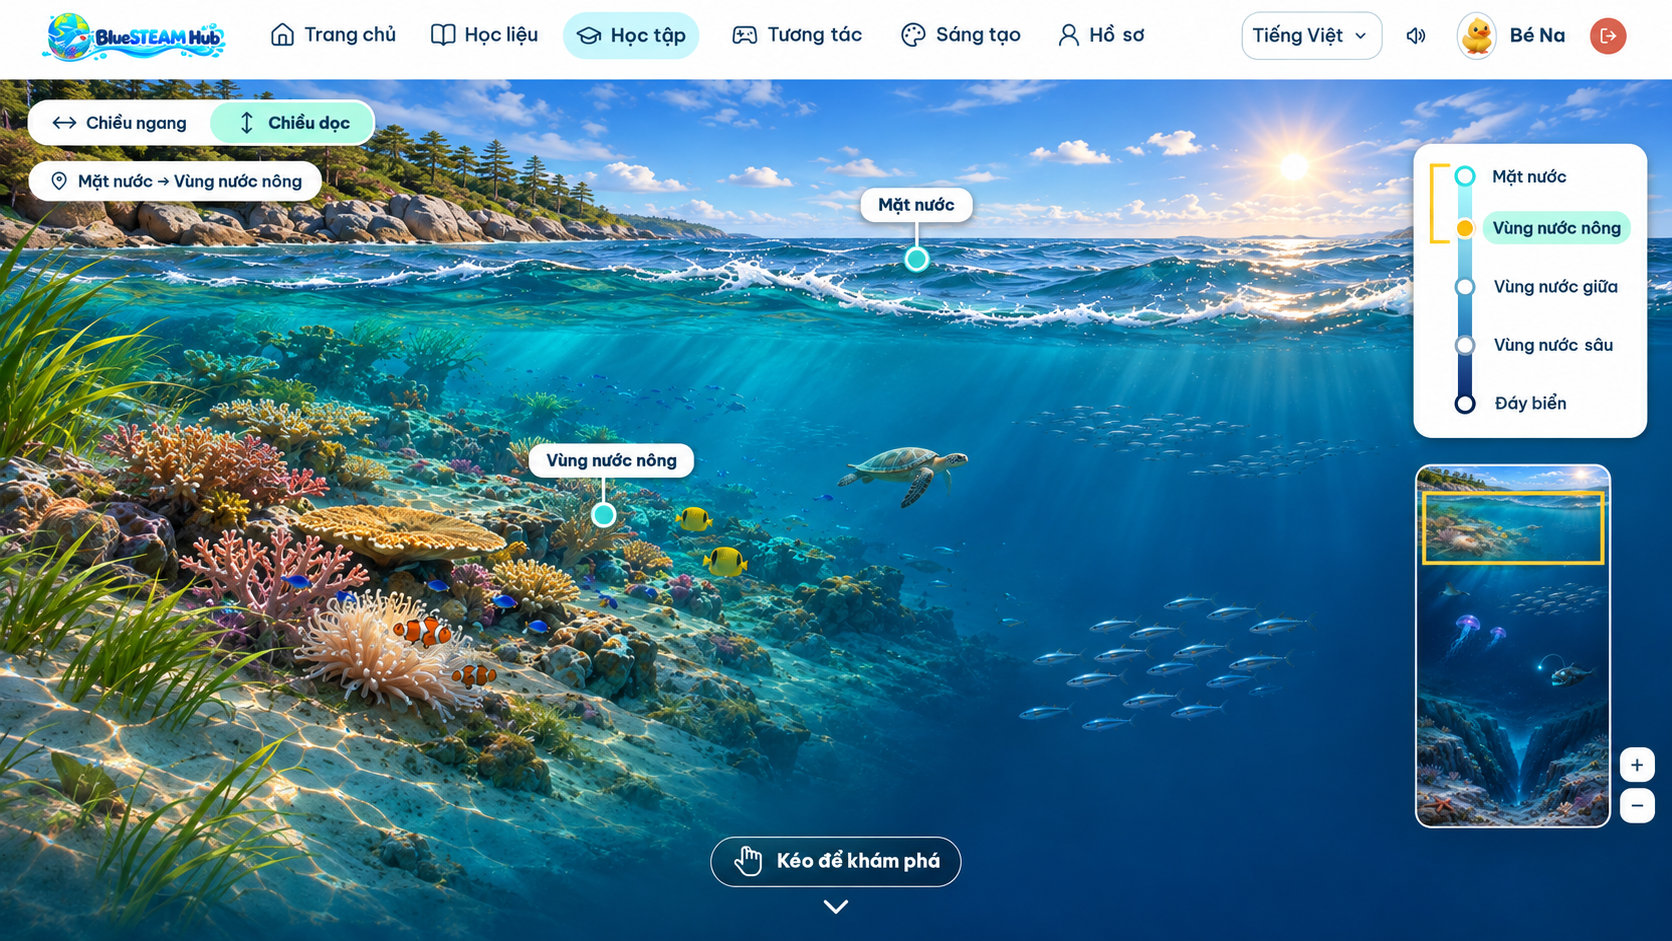 BlueSTEAM Hub
Trang chủ
Học liệu
Học tập
Tương tác
Sáng tạo
Hồ sơ
Tiếng Việt
Bé Na
Chiều ngang
Chiều dọc
Mặt nước → Vùng nước nông
Mặt nước
Vùng nước nông
Mặt nước
Vùng nước nông
Vùng nước giữa
Vùng nước sâu
Đáy biển
+
−
Kéo để khám phá